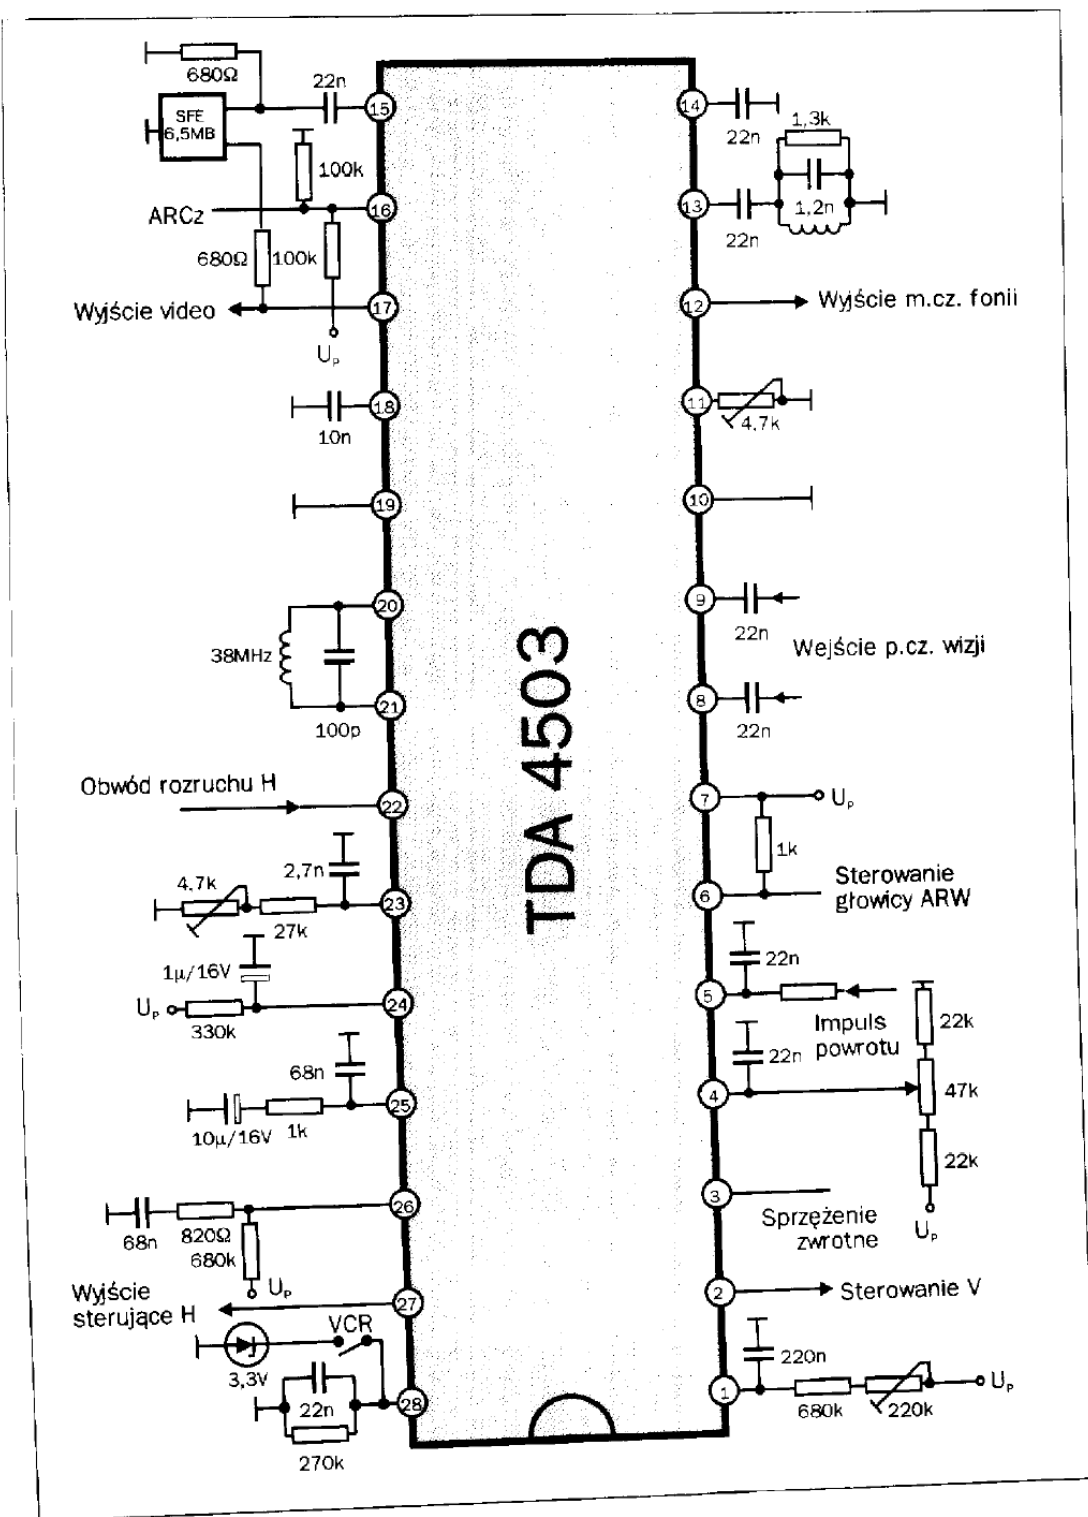 680Ω
SFE
6,5MB
22n
15
100k
ARCz
16
680Ω
100k
Wyjście video
17
Uₚ
18
10n
19
20
38MHz
21
100p
Obwód rozruchu H
22
2,7n
4,7k
23
27k
1µ/16V
Uₚ
24
330k
68n
25
10µ/16V
1k
26
68n
820Ω
680k
Uₚ
Wyjście
sterujące H
27
VCR
3,3V
22n
28
270k
TDA 4503
14
22n
1,3k
13
1,2n
22n
12
Wyjście m.cz. fonii
11
4,7k
10
9
22n
Wejście p.cz. wizji
8
22n
7
Uₚ
1k
6
Sterowanie
głowicy ARW
22n
5
Impuls
powrotu
22k
22n
4
47k
22k
3
Sprzężenie
zwrotne
Uₚ
2
Sterowanie V
220n
1
Uₚ
680k
220k